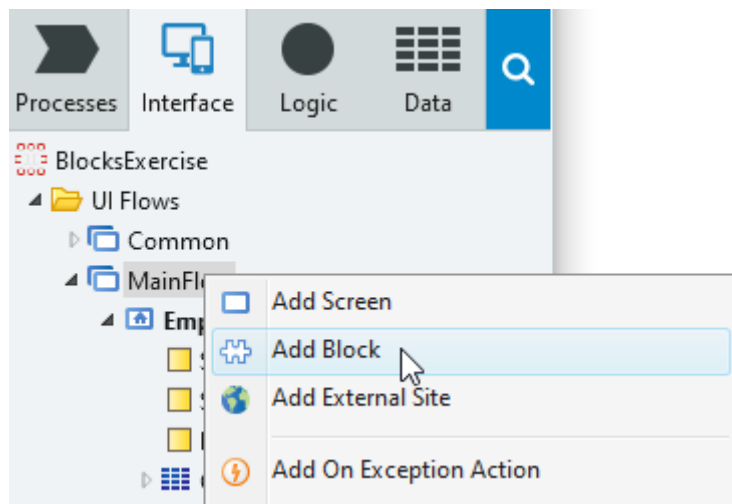 Processes Interface Logic Data
BlocksExercise
UI Flows
Common
MainFl
Add Screen
Emp
Add Block
Add External Site
Add On Exception Action